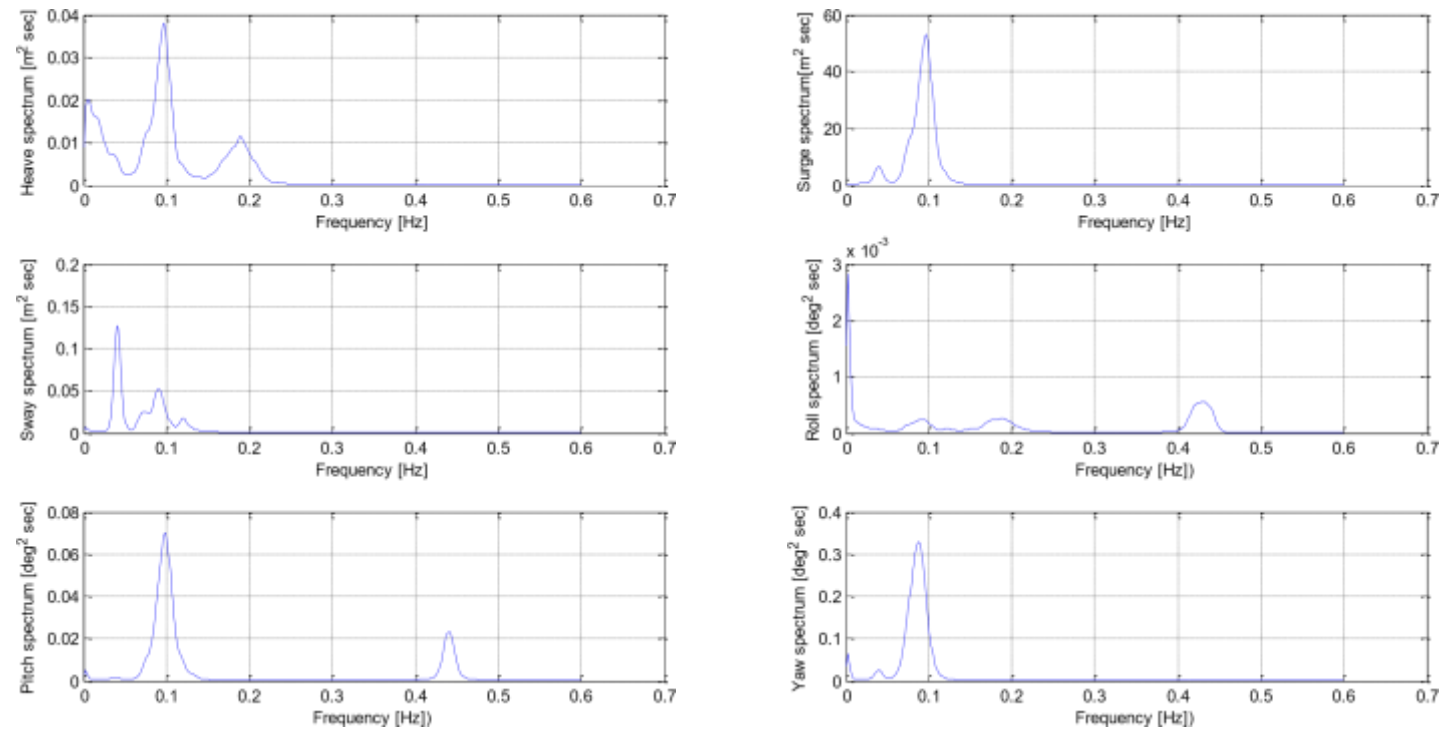 Heave spectrum [m² sec]
0.04
0.03
0.02
0.01
0
0 0.1 0.2 0.3 0.4 0.5 0.6 0.7
Frequency [Hz]
Surge spectrum[m² sec]
60
40
20
0
0 0.1 0.2 0.3 0.4 0.5 0.6 0.7
Frequency [Hz]
Sway spectrum [m² sec]
0.2
0.15
0.1
0.05
0
0 0.1 0.2 0.3 0.4 0.5 0.6 0.7
Frequency [Hz]
Roll spectrum [deg² sec]
x 10⁻³
3
2
1
0
0 0.1 0.2 0.3 0.4 0.5 0.6 0.7
Frequency [Hz])
Pitch spectrum [deg² sec]
0.08
0.06
0.04
0.02
0
0 0.1 0.2 0.3 0.4 0.5 0.6 0.7
Frequency [Hz])
Yaw spectrum [deg² sec]
0.4
0.3
0.2
0.1
0
0 0.1 0.2 0.3 0.4 0.5 0.6 0.7
Frequency [Hz])